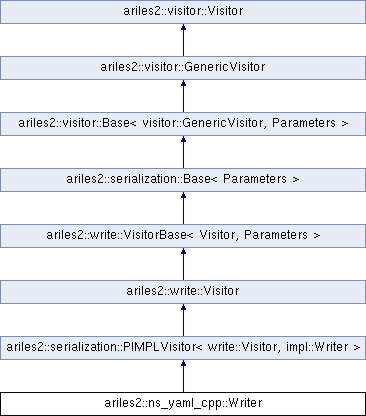 ariles2::visitor::Visitor
ariles2::visitor::GenericVisitor
ariles2::visitor::Base< visitor::GenericVisitor, Parameters >
ariles2::serialization::Base< Parameters >
ariles2::write::VisitorBase< Visitor, Parameters >
ariles2::write::Visitor
ariles2::serialization::PIMPLVisitor< write::Visitor, impl::Writer >
ariles2::ns_yaml_cpp::Writer